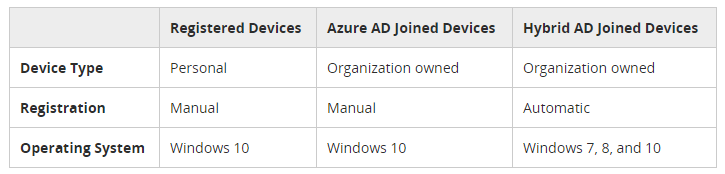 Registered Devices Azure AD Joined Devices Hybrid AD Joined Devices
Device Type Personal Organization owned Organization owned
Registration Manual Manual Automatic
Operating System Windows 10 Windows 10 Windows 7, 8, and 10